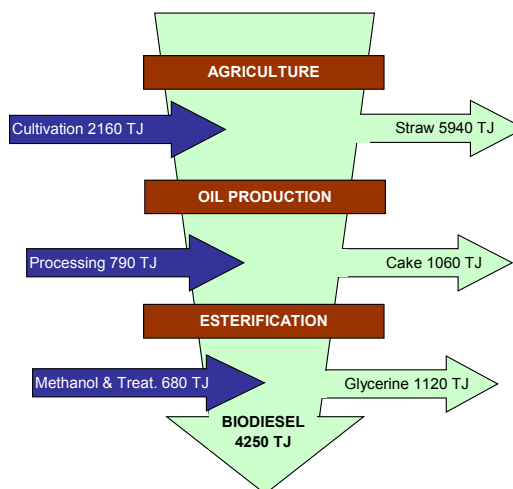 AGRICULTURE
Cultivation 2160 TJ
Straw 5940 TJ
OIL PRODUCTION
Processing 790 TJ
Cake 1060 TJ
ESTERIFICATION
Methanol & Treat. 680 TJ
Glycerine 1120 TJ
BIODIESEL
4250 TJ